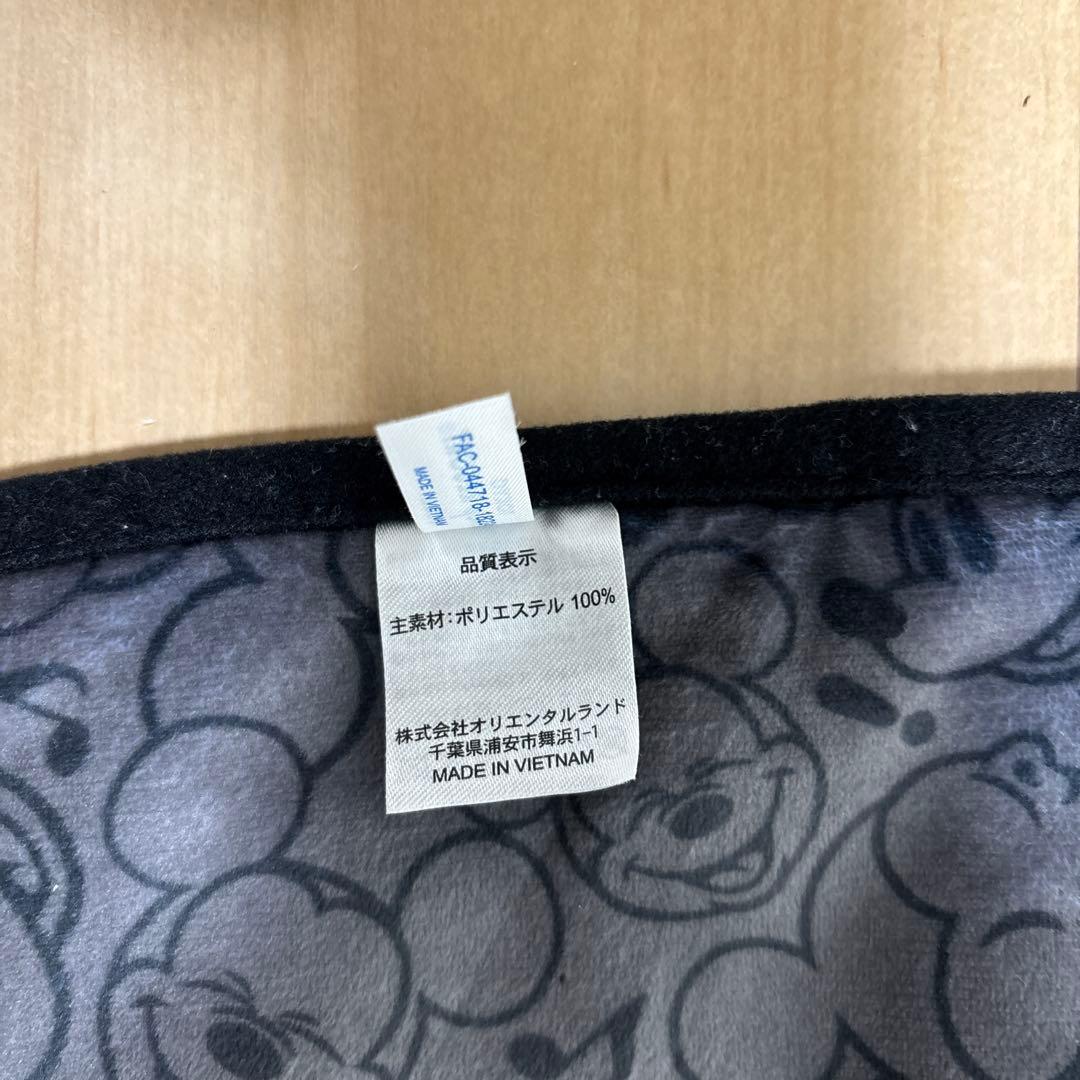 FAC-044718-182
MADE IN VIETNAM
品質表示
主素材:ポリエステル 100%
株式会社オリエンタルランド
千葉県浦安市舞浜1-1
MADE IN VIETNAM